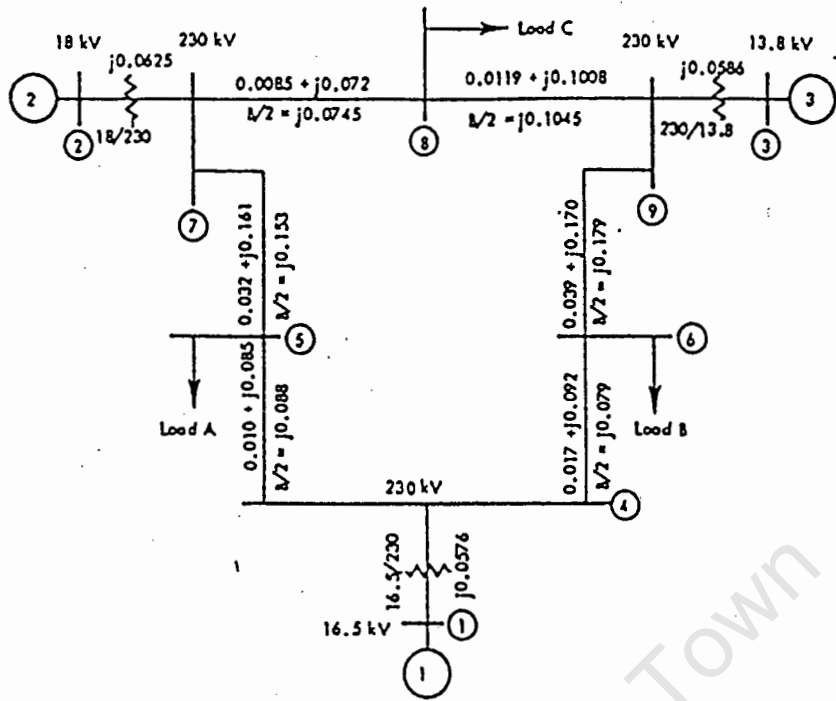 Load C
18 kV
230 kV
230 kV
13.8 kV
j0.0625
0.0085 + j0.072
0.0119 + j0.1008
j0.0586
2
3
B/2 = j0.0745
B/2 = j0.1045
18/230
230/13.8
2
8
3
7
9
0.032 +j0.161
B/2 = j0.153
0.039 + j0.170
B/2 = j0.179
5
6
Load A
Load B
0.010 + j0.085
B/2 = j0.088
0.017 +j0.092
B/2 = j0.079
230 kV
4
16.5/230
j0.0576
16.5 kV
1
1
Town